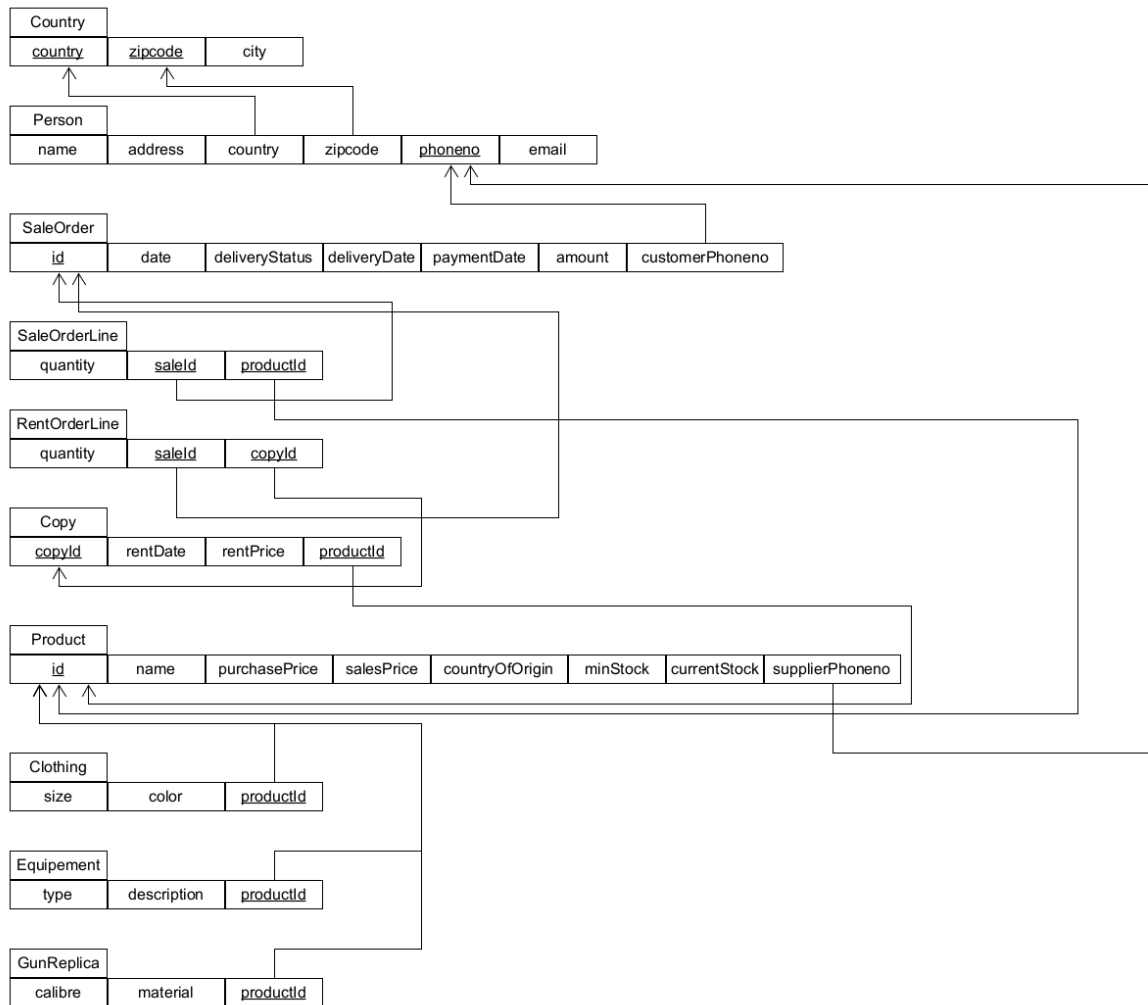 Country
country zipcode city
Person
name address country zipcode phoneno email
SaleOrder
id date deliveryStatus deliveryDate paymentDate amount customerPhoneno
SaleOrderLine
quantity saleId productId
RentOrderLine
quantity saleId copyId
Copy
copyId rentDate rentPrice productId
Product
id name purchasePrice salesPrice countryOfOrigin minStock currentStock supplierPhoneno
Clothing
size color productId
Equipement
type description productId
GunReplica
calibre material productId